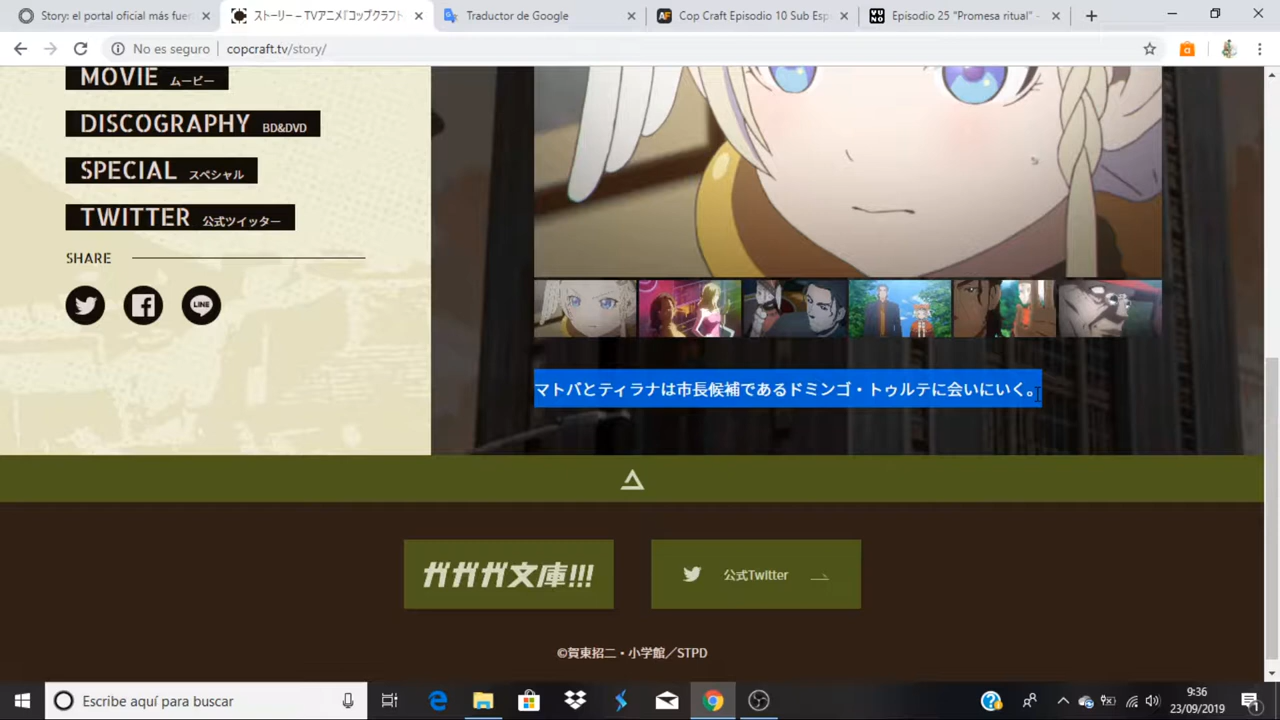 Story: el portal oficial más fuer
ストーリー – TVアニメ『コップクラフト
Traductor de Google
Cop Craft Episodio 10 Sub Esp
Episodio 25 “Promesa ritual” -
No es seguro
copcraft.tv/story/
MOVIE ムービー
DISCOGRAPHY BD&DVD
SPECIAL スペシャル
TWITTER 公式ツイッター
SHARE
LINE
マトバとティラナは市長候補であるドミンゴ・トゥルテに会いにいく。
ガガガ文庫!!!
公式Twitter
©賀東招二・小学館／STPD
Escribe aquí para buscar
9:36
23/09/2019